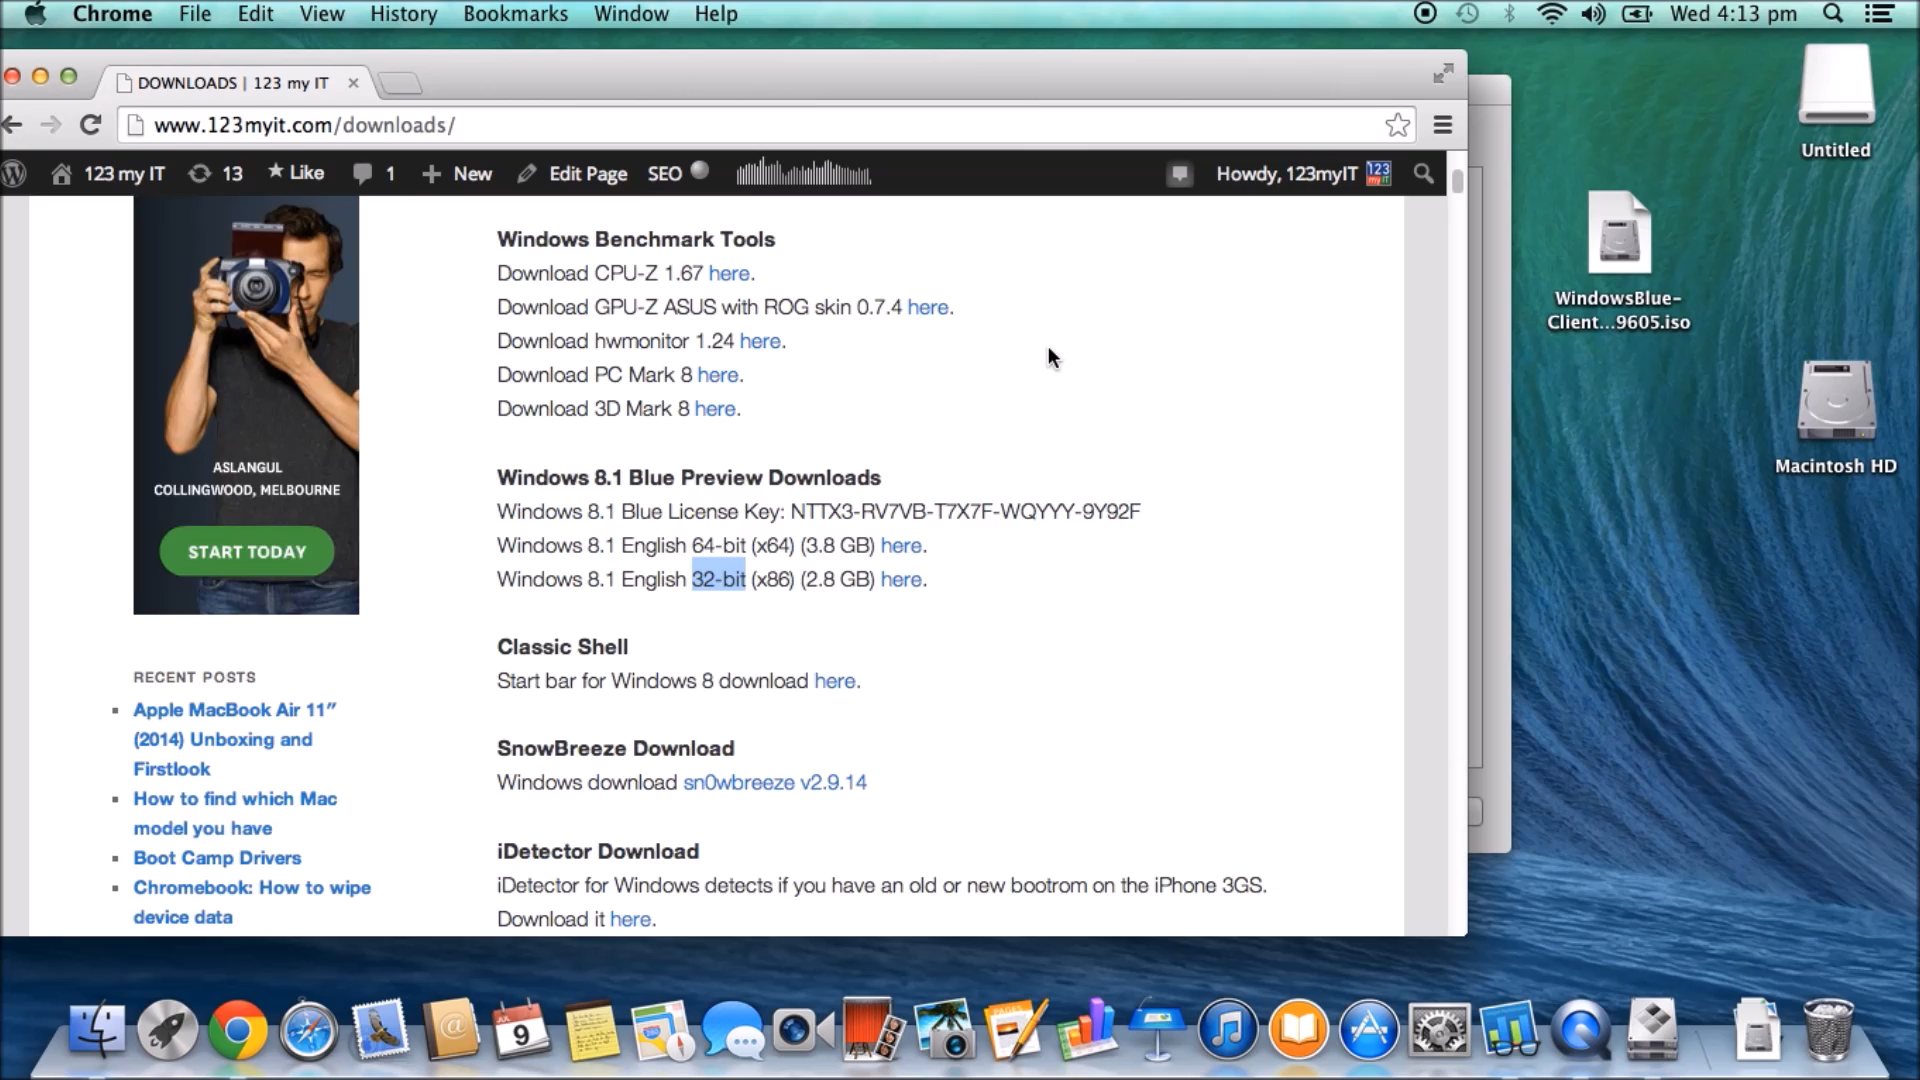 Chrome File Edit View History Bookmarks Window Help Wed 4:13 pm
DOWNLOADS | 123 my IT
www.123myit.com/downloads/
123 my IT 13 Like 1 New Edit Page SEO Howdy, 123myIT
123
my IT
Untitled
WindowsBlue-
Client...9605.iso
Macintosh HD
ASLANGUL
COLLINGWOOD, MELBOURNE
START TODAY
RECENT POSTS
Apple MacBook Air 11″
(2014) Unboxing and
Firstlook
How to find which Mac
model you have
Boot Camp Drivers
Chromebook: How to wipe
device data
Windows Benchmark Tools
Download CPU-Z 1.67 here.
Download GPU-Z ASUS with ROG skin 0.7.4 here.
Download hwmonitor 1.24 here.
Download PC Mark 8 here.
Download 3D Mark 8 here.
Windows 8.1 Blue Preview Downloads
Windows 8.1 Blue License Key: NTTX3-RV7VB-T7X7F-WQYYY-9Y92F
Windows 8.1 English 64-bit (x64) (3.8 GB) here.
Windows 8.1 English 32-bit (x86) (2.8 GB) here.
Classic Shell
Start bar for Windows 8 download here.
SnowBreeze Download
Windows download sn0wbreeze v2.9.14
iDetector Download
iDetector for Windows detects if you have an old or new bootrom on the iPhone 3GS.
Download it here.
JUL
9